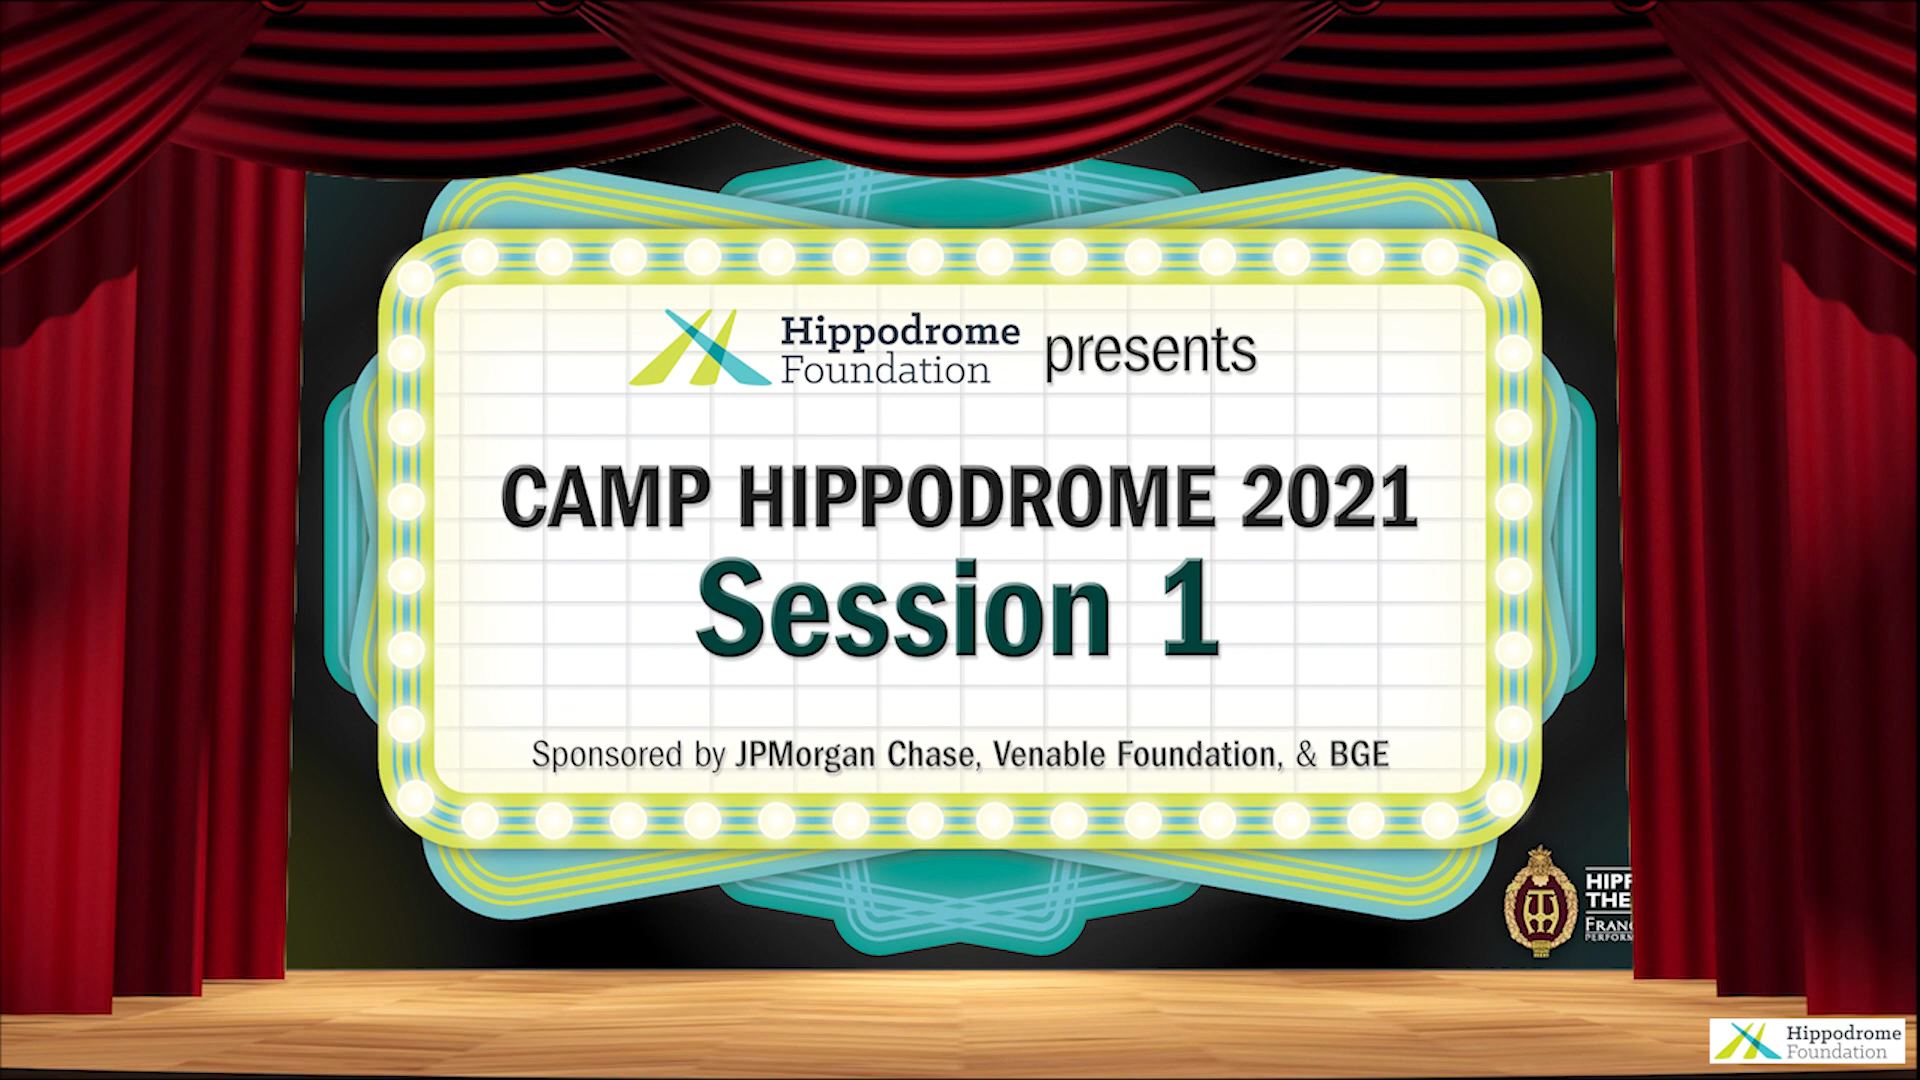 Hippodrome
Foundation
presents
CAMP HIPPODROME 2021
Session 1
Sponsored by JPMorgan Chase, Venable Foundation, & BGE
Hippodrome
Foundation